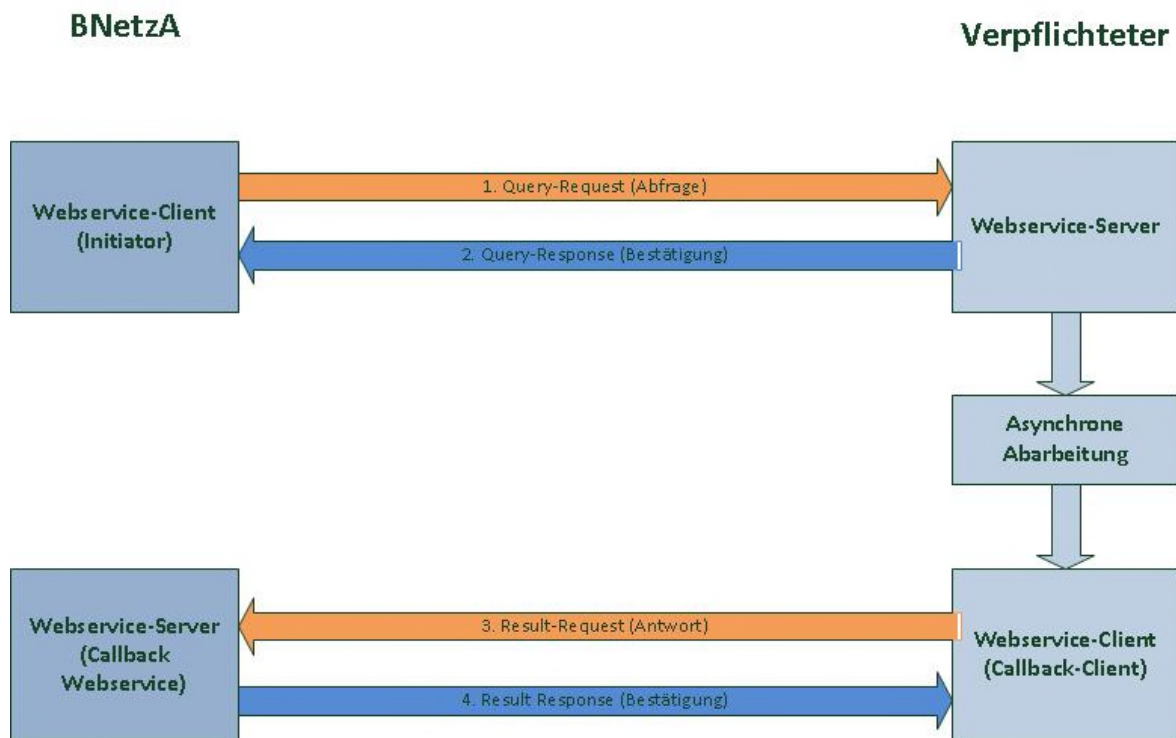 BNetzA
Verpflichteter
1. Query-Request (Abfrage)
Webservice-Client
(Initiator)
Webservice-Server
2. Query-Response (Bestätigung)
Asynchrone
Abarbeitung
3. Result-Request (Antwort)
Webservice-Server
(Callback
Webservice)
Webservice-Client
(Callback-Client)
4. Result Response (Bestätigung)